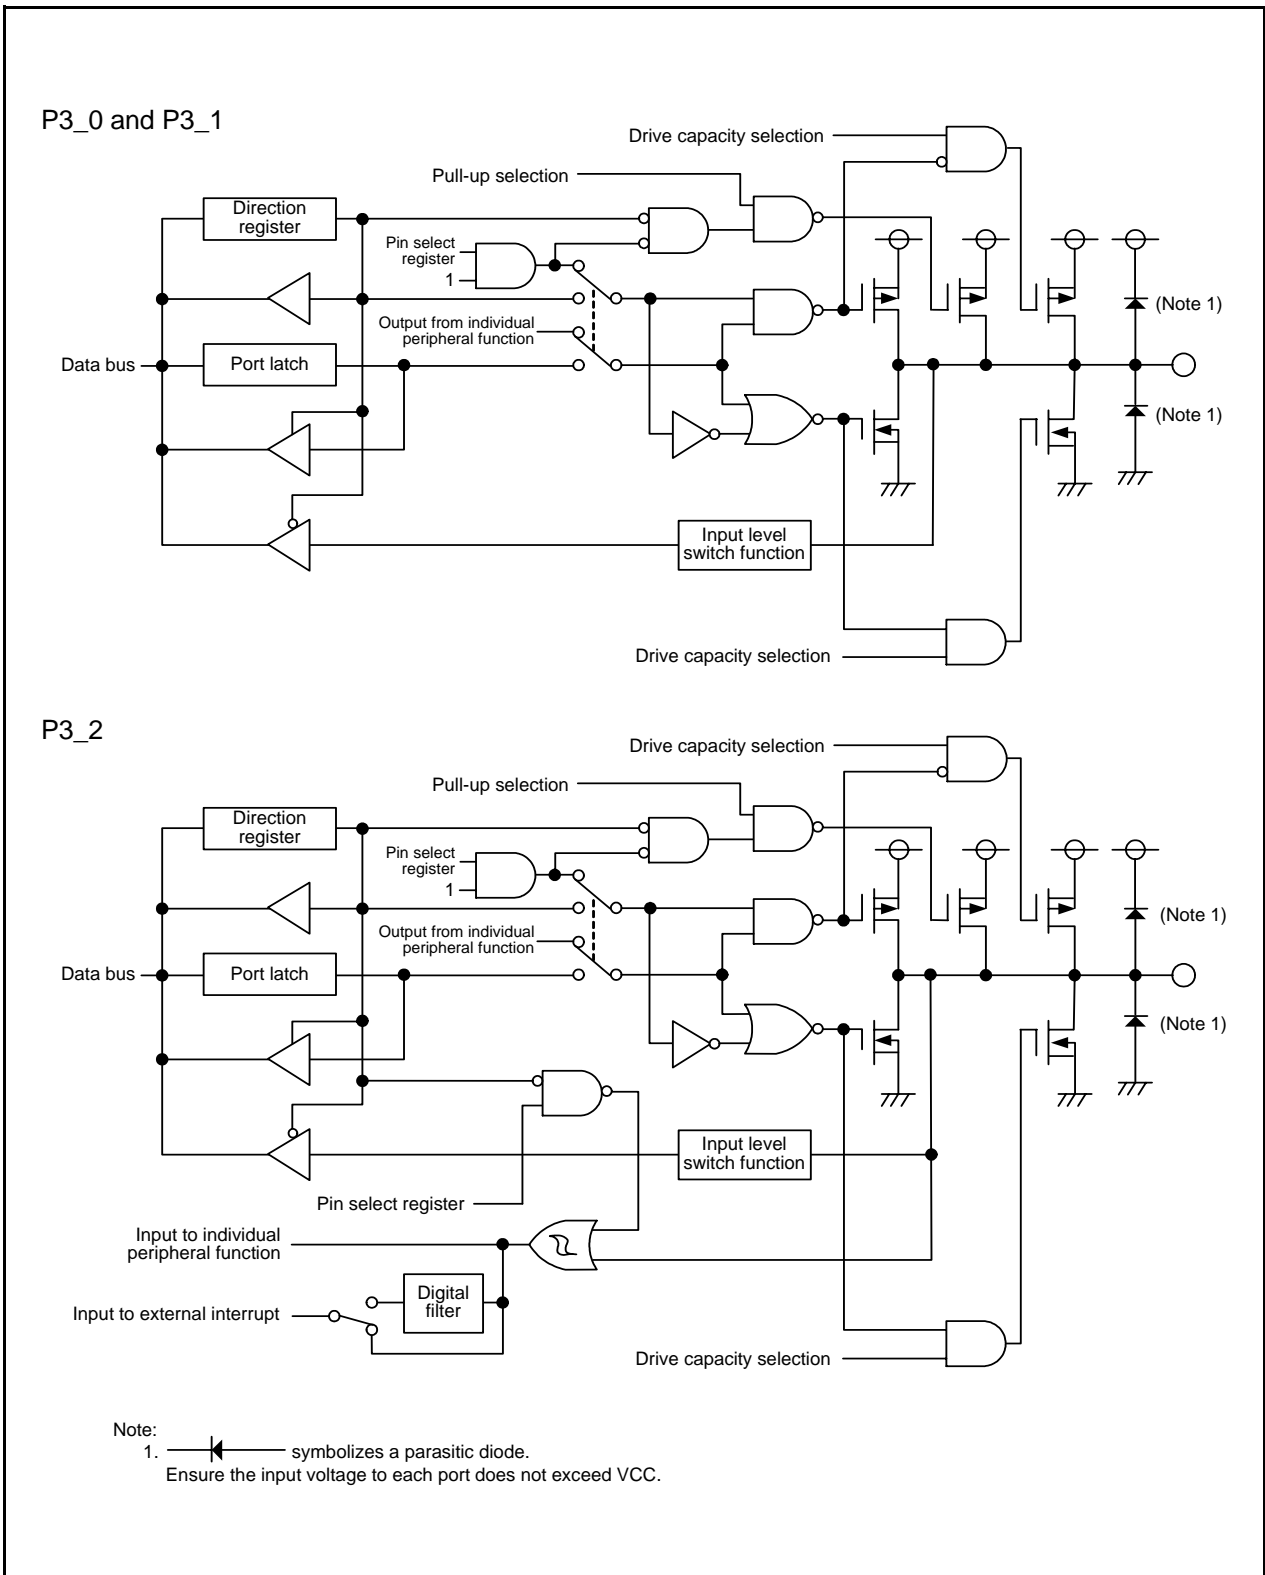 P3_0 and P3_1
Drive capacity selection
Pull-up selection
Direction
register
Pin select
register
1
(Note 1)
Output from individual
peripheral function
Data bus
Port latch
(Note 1)
Input level
switch function
Drive capacity selection
P3_2
Drive capacity selection
Pull-up selection
Direction
register
Pin select
register
1
(Note 1)
Output from individual
peripheral function
Data bus
Port latch
(Note 1)
Input level
switch function
Pin select register
Input to individual
peripheral function
Digital
filter
Input to external interrupt
Drive capacity selection
Note:
1. symbolizes a parasitic diode.
Ensure the input voltage to each port does not exceed VCC.